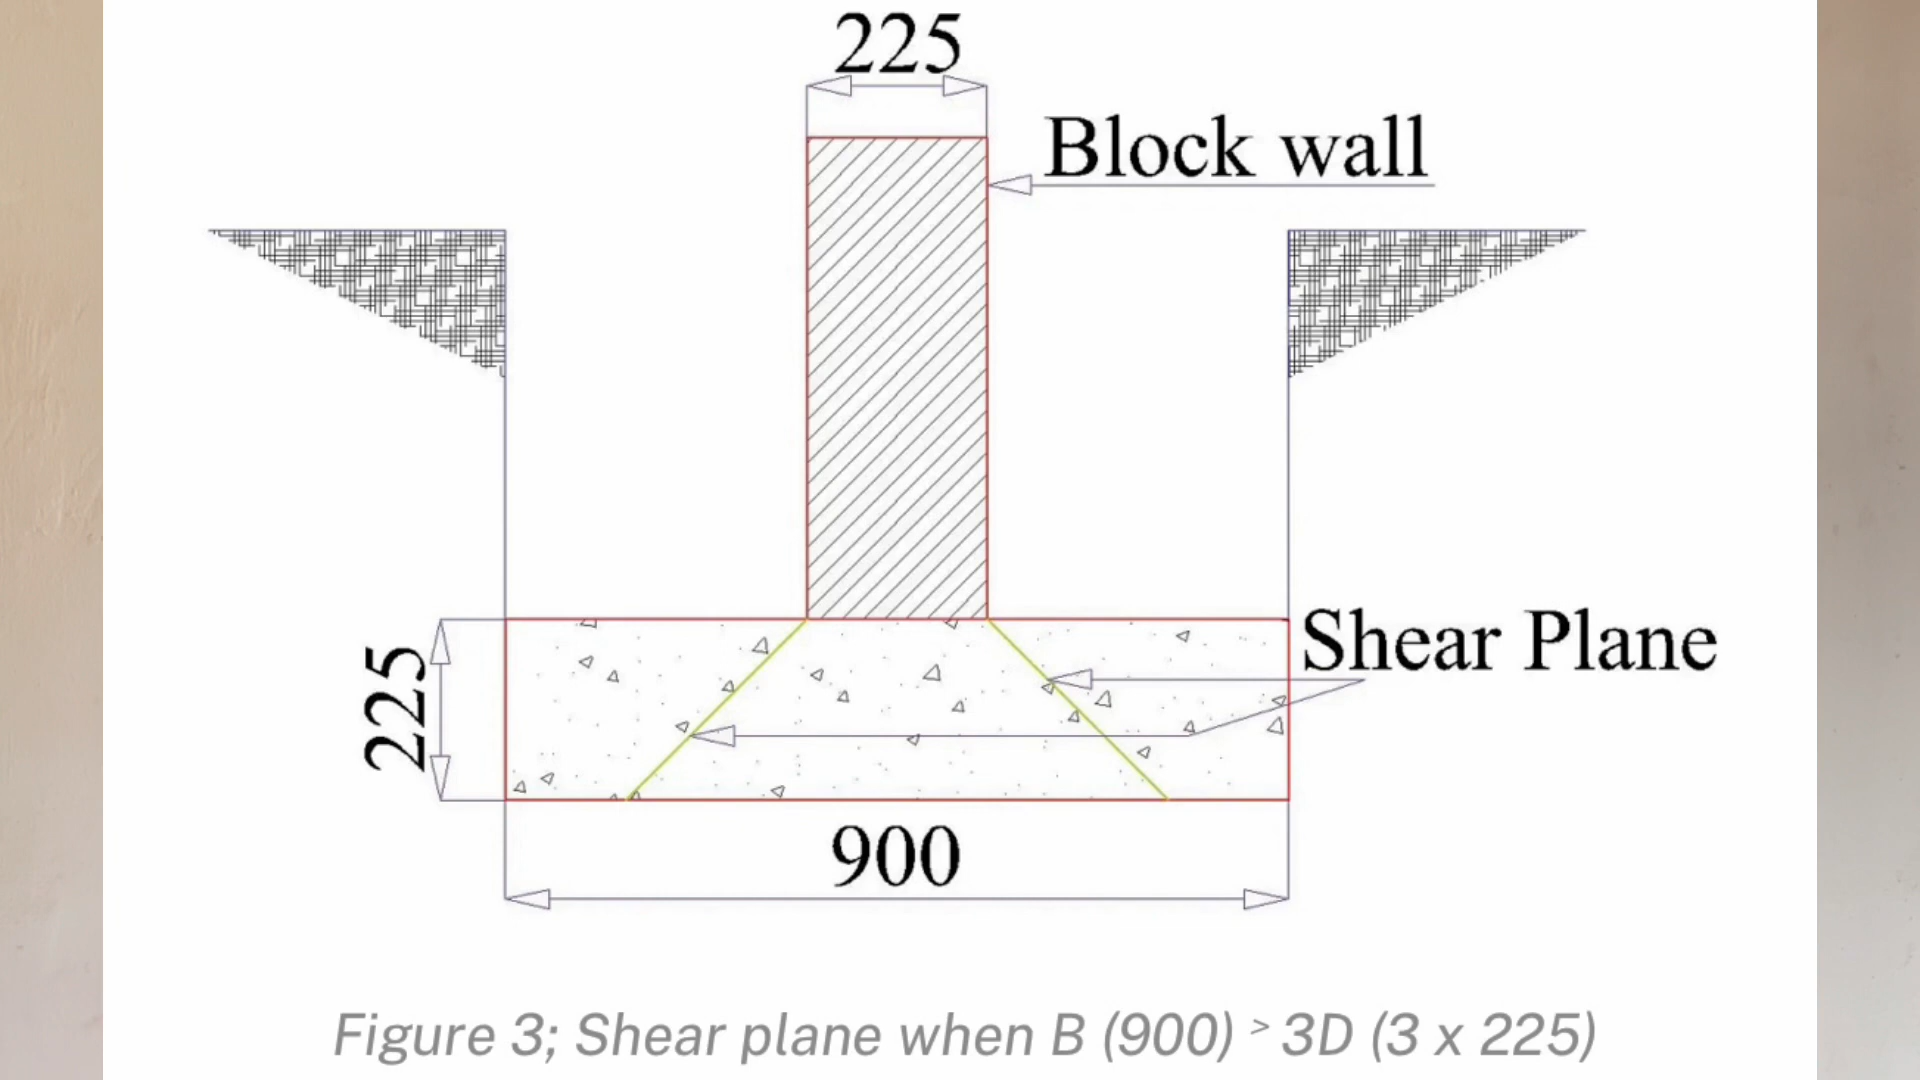 225
Block wall
Shear Plane
225
900
Figure 3; Shear plane when B (900) > 3D (3 x 225)